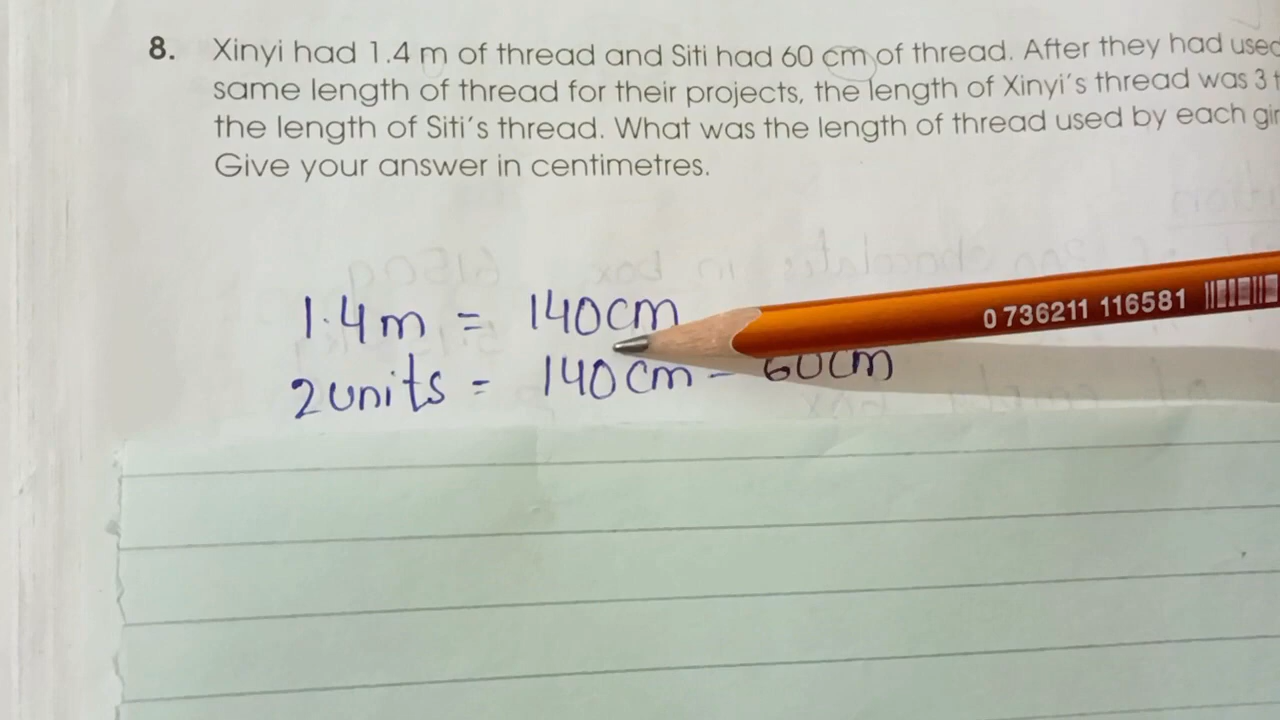 8. Xinyi had 1.4 m of thread and Siti had 60 cm of thread. After they had used
same length of thread for their projects, the length of Xinyi's thread was 3
the length of Siti's thread. What was the length of thread used by each
Give your answer in centimetres.
1.4m = 140cm
0 736211 116581
2units = 140cm - 60cm